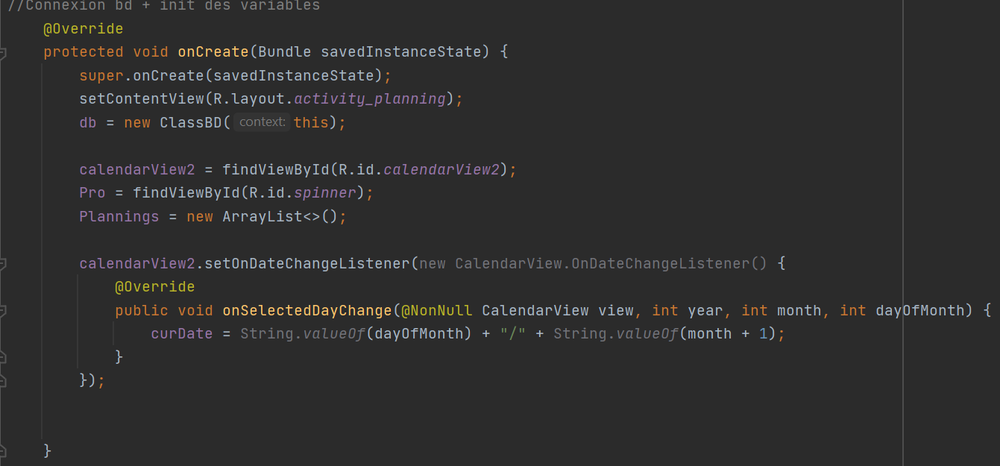 //Connexion bd + init des variables
@Override
protected void onCreate(Bundle savedInstanceState) {
super.onCreate(savedInstanceState);
setContentView(R.layout.activity_planning);
db = new ClassBD( context: this);
calendarView2 = findViewById(R.id.calendarView2);
Pro = findViewById(R.id.spinner);
Plannings = new ArrayList<>();
calendarView2.setOnDateChangeListener(new CalendarView.OnDateChangeListener() {
@Override
public void onSelectedDayChange(@NonNull CalendarView view, int year, int month, int dayOfMonth) {
curDate = String.valueOf(dayOfMonth) + "/" + String.valueOf(month + 1);
}
});
}